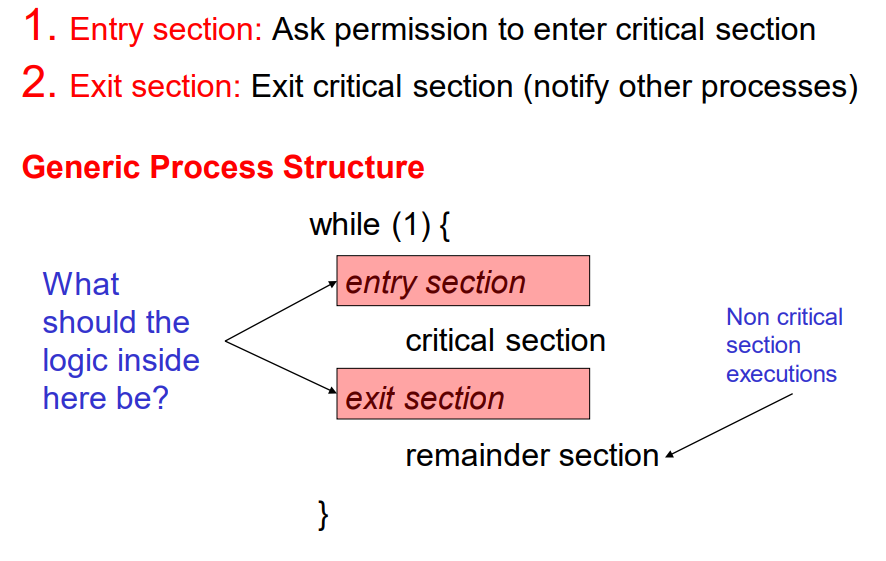 1. Entry section: Ask permission to enter critical section
2. Exit section: Exit critical section (notify other processes)
Generic Process Structure
while (1) {
What
should the
logic inside
here be?
entry section
critical section
exit section
remainder section
Non critical
section
executions
}